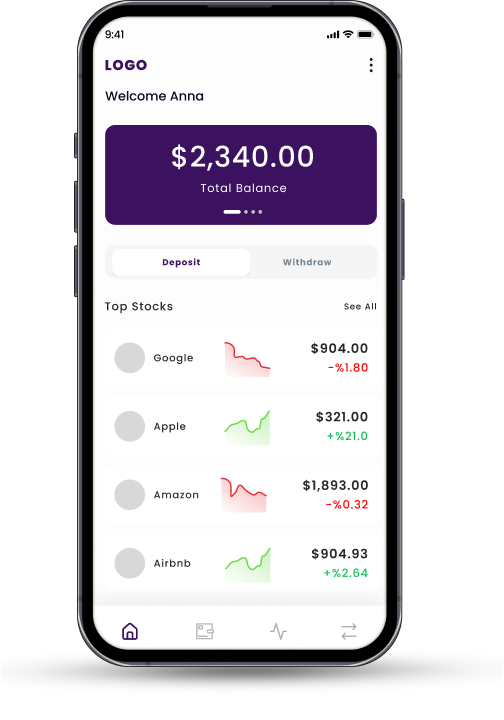 9:41
LOGO
Welcome Anna
$2,340.00
Total Balance
Deposit Withdraw
Top Stocks See All
Google $904.00
-%1.80
Apple $321.00
+%21.0
Amazon $1,893.00
-%0.32
Airbnb $904.93
+%2.64